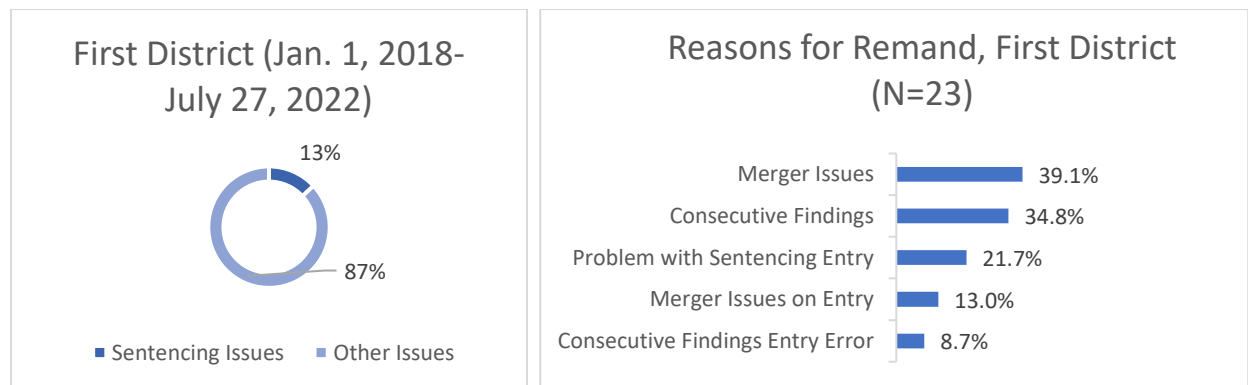 First District (Jan. 1, 2018-
July 27, 2022)
13%
87%
Sentencing Issues
Other Issues
Reasons for Remand, First District
(N=23)
Merger Issues 39.1%
Consecutive Findings 34.8%
Problem with Sentencing Entry 21.7%
Merger Issues on Entry 13.0%
Consecutive Findings Entry Error 8.7%